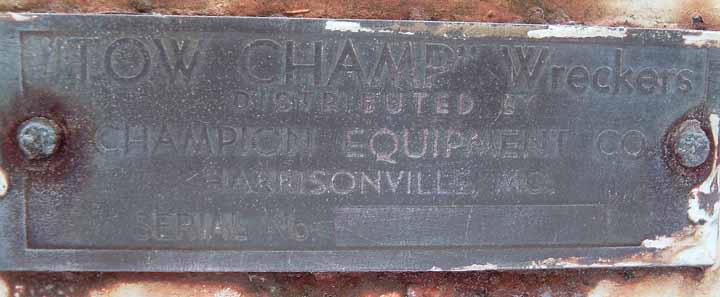 "TOW CHAMP" Wreckers
DISTRIBUTED BY
CHAMPION EQUIPMENT CO.
HARRISONVILLE, MO.
SERIAL No.